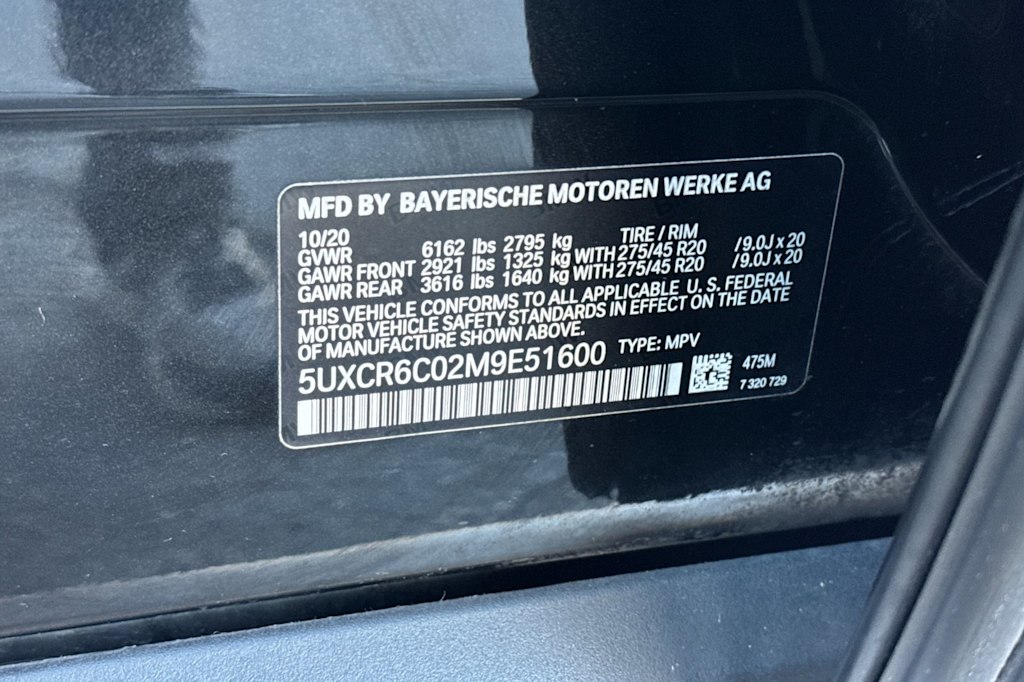 MFD BY BAYERISCHE MOTOREN WERKE AG
10/20 TIRE / RIM
GVWR 6162 lbs 2795 kg
GAWR FRONT 2921 lbs 1325 kg WITH 275/45 R20 / 9.0J x 20
GAWR REAR 3616 lbs 1640 kg WITH 275/45 R20 / 9.0J x 20
THIS VEHICLE CONFORMS TO ALL APPLICABLE U. S. FEDERAL
MOTOR VEHICLE SAFETY STANDARDS IN EFFECT ON THE DATE
OF MANUFACTURE SHOWN ABOVE.
5UXCR6C02M9E51600 TYPE: MPV
475M
7 320 729